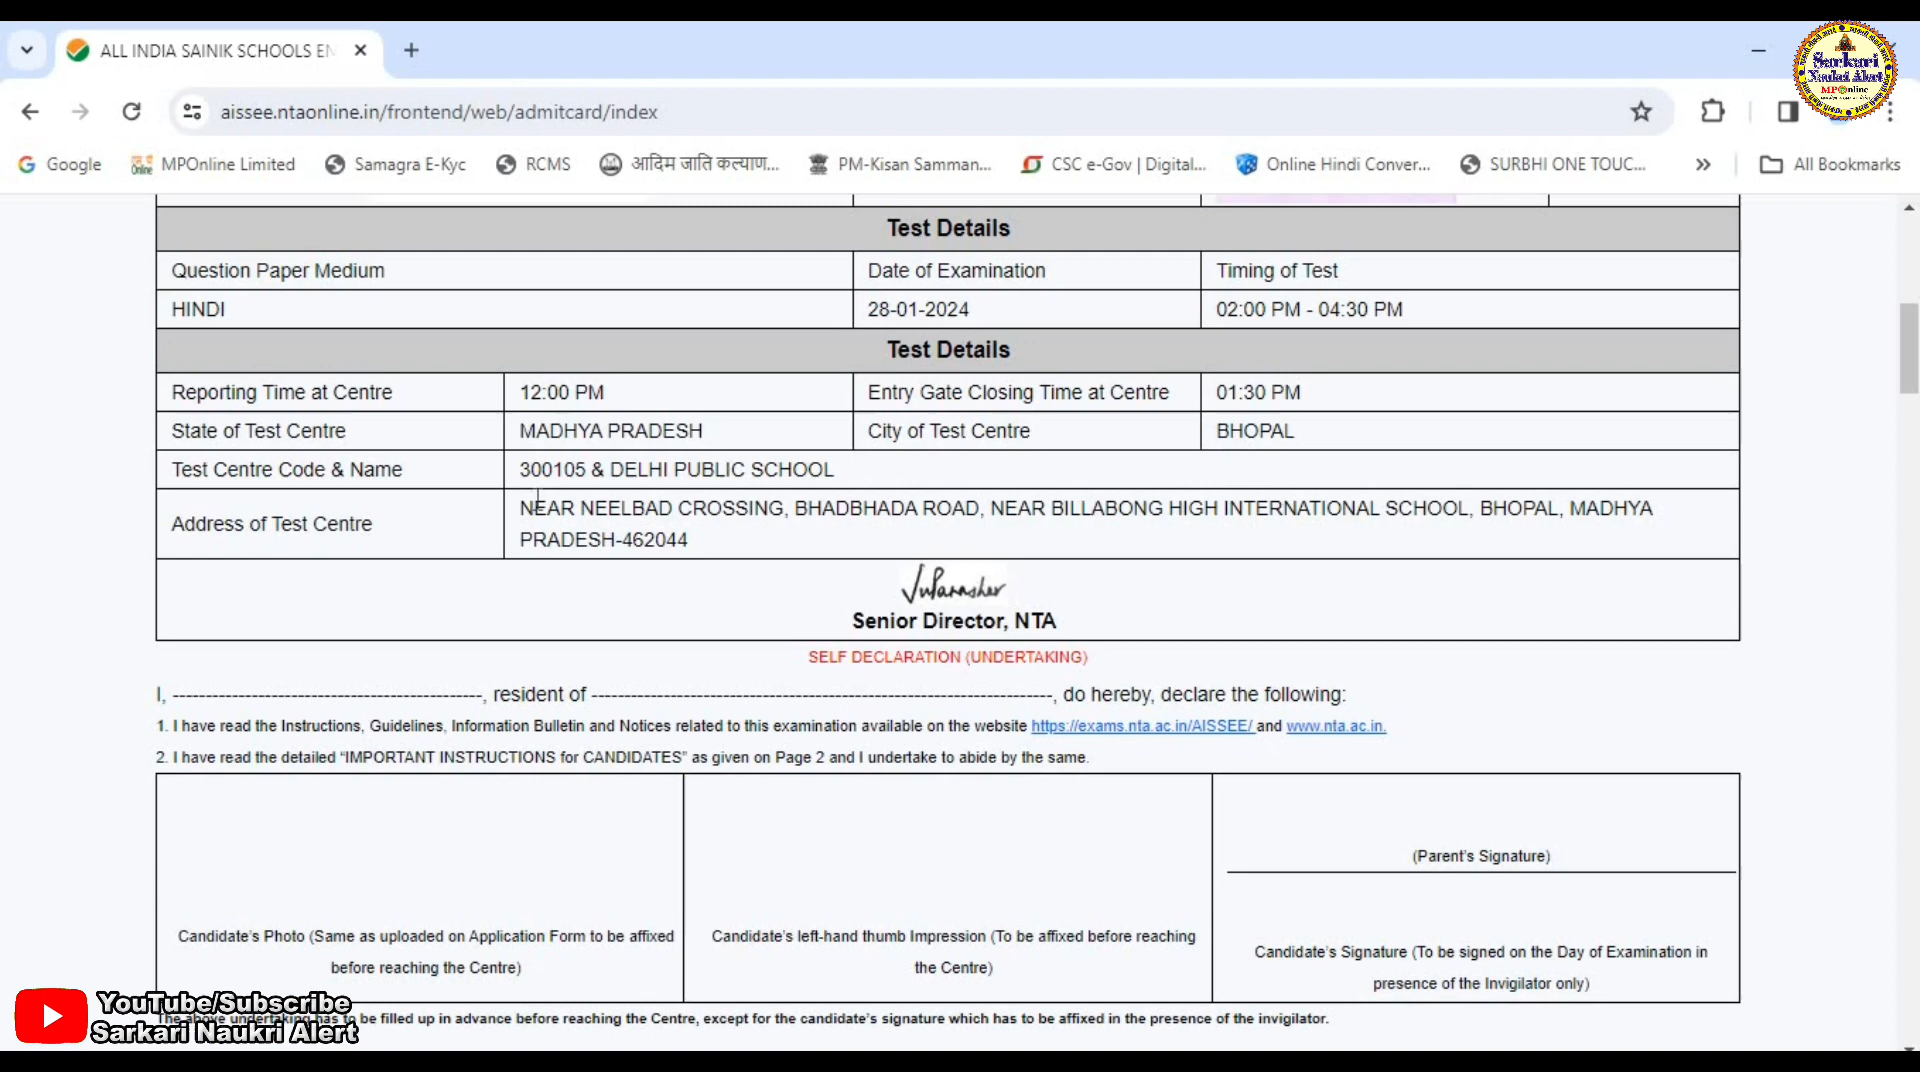 ALL INDIA SAINIK SCHOOLS EN
aissee.ntaonline.in/frontend/web/admitcard/index
Sarkari
Naukri Alert
MPOnline
Google
MPOnline Limited
Samagra E-Kyc
RCMS
आदिम जाति कल्याण...
PM-Kisan Samman...
CSC e-Gov | Digital...
Online Hindi Conver...
SURBHI ONE TOUC...
All Bookmarks
Test Details
Question Paper Medium
Date of Examination
Timing of Test
HINDI
28-01-2024
02:00 PM - 04:30 PM
Test Details
Reporting Time at Centre
12:00 PM
Entry Gate Closing Time at Centre
01:30 PM
State of Test Centre
MADHYA PRADESH
City of Test Centre
BHOPAL
Test Centre Code & Name
300105 & DELHI PUBLIC SCHOOL
Address of Test Centre
NEAR NEELBAD CROSSING, BHADBHADA ROAD, NEAR BILLABONG HIGH INTERNATIONAL SCHOOL, BHOPAL, MADHYA
PRADESH-462044
Senior Director, NTA
SELF DECLARATION (UNDERTAKING)
I, ----------------------------------------------, resident of --------------------------------------------------------------------, do hereby, declare the following:
1. I have read the Instructions, Guidelines, Information Bulletin and Notices related to this examination available on the website https://exams.nta.ac.in/AISSEE/ and www.nta.ac.in.
2. I have read the detailed “IMPORTANT INSTRUCTIONS for CANDIDATES” as given on Page 2 and I undertake to abide by the same.
(Parent's Signature)
Candidate's Photo (Same as uploaded on Application Form to be affixed
before reaching the Centre)
Candidate's left-hand thumb Impression (To be affixed before reaching
the Centre)
Candidate's Signature (To be signed on the Day of Examination in
presence of the Invigilator only)
The above undertaking has to be filled up in advance before reaching the Centre, except for the candidate's signature which has to be affixed in the presence of the invigilator.
YouTube/Subscribe
Sarkari Naukri Alert